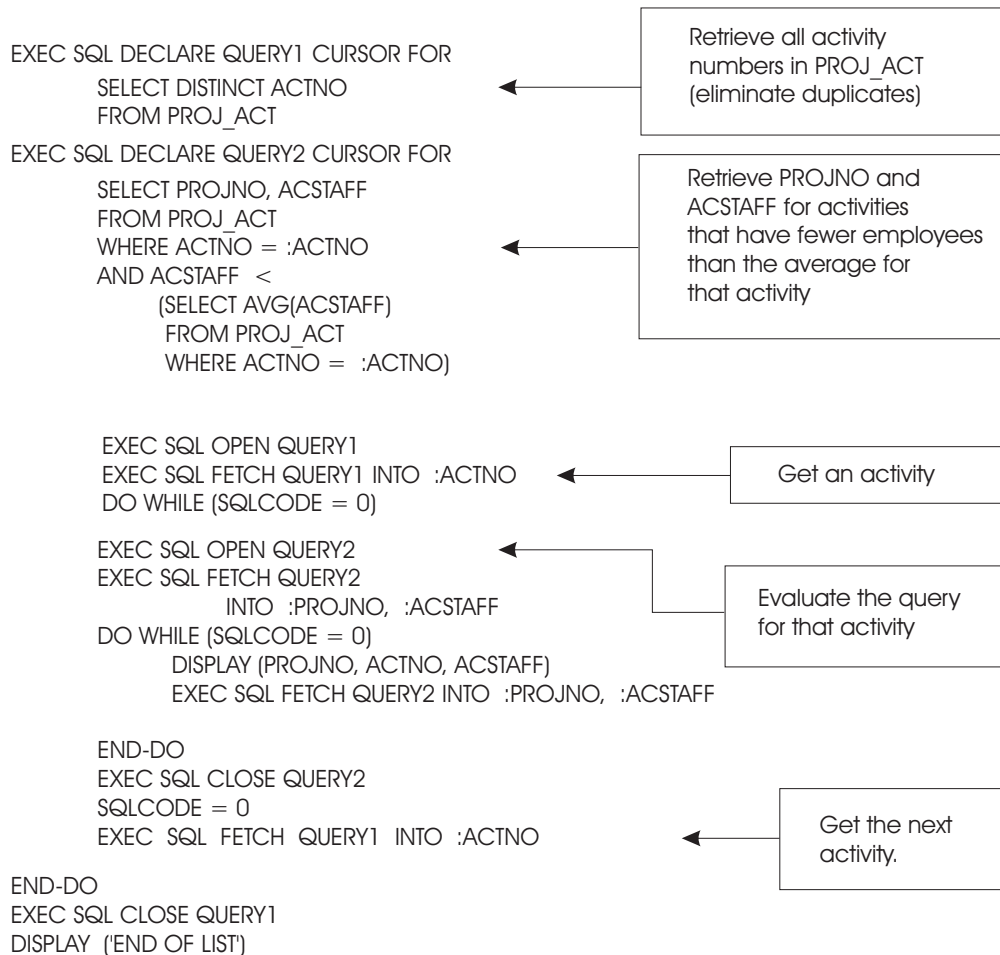 Retrieve all activity
numbers in PROJ_ACT
(eliminate duplicates)
EXEC SQL DECLARE QUERY1 CURSOR FOR
SELECT DISTINCT ACTNO
FROM PROJ_ACT
EXEC SQL DECLARE QUERY2 CURSOR FOR
SELECT PROJNO, ACSTAFF
FROM PROJ_ACT
WHERE ACTNO = :ACTNO
AND ACSTAFF <
(SELECT AVG(ACSTAFF)
FROM PROJ_ACT
WHERE ACTNO = :ACTNO)
Retrieve PROJNO and
ACSTAFF for activities
that have fewer employees
than the average for
that activity
EXEC SQL OPEN QUERY1
EXEC SQL FETCH QUERY1 INTO :ACTNO
DO WHILE (SQLCODE = 0)
Get an activity
EXEC SQL OPEN QUERY2
EXEC SQL FETCH QUERY2
INTO :PROJNO, :ACSTAFF
DO WHILE (SQLCODE = 0)
DISPLAY (PROJNO, ACTNO, ACSTAFF)
EXEC SQL FETCH QUERY2 INTO :PROJNO, :ACSTAFF
Evaluate the query
for that activity
END-DO
EXEC SQL CLOSE QUERY2
SQLCODE = 0
EXEC SQL FETCH QUERY1 INTO :ACTNO
Get the next
activity.
END-DO
EXEC SQL CLOSE QUERY1
DISPLAY ('END OF LIST')